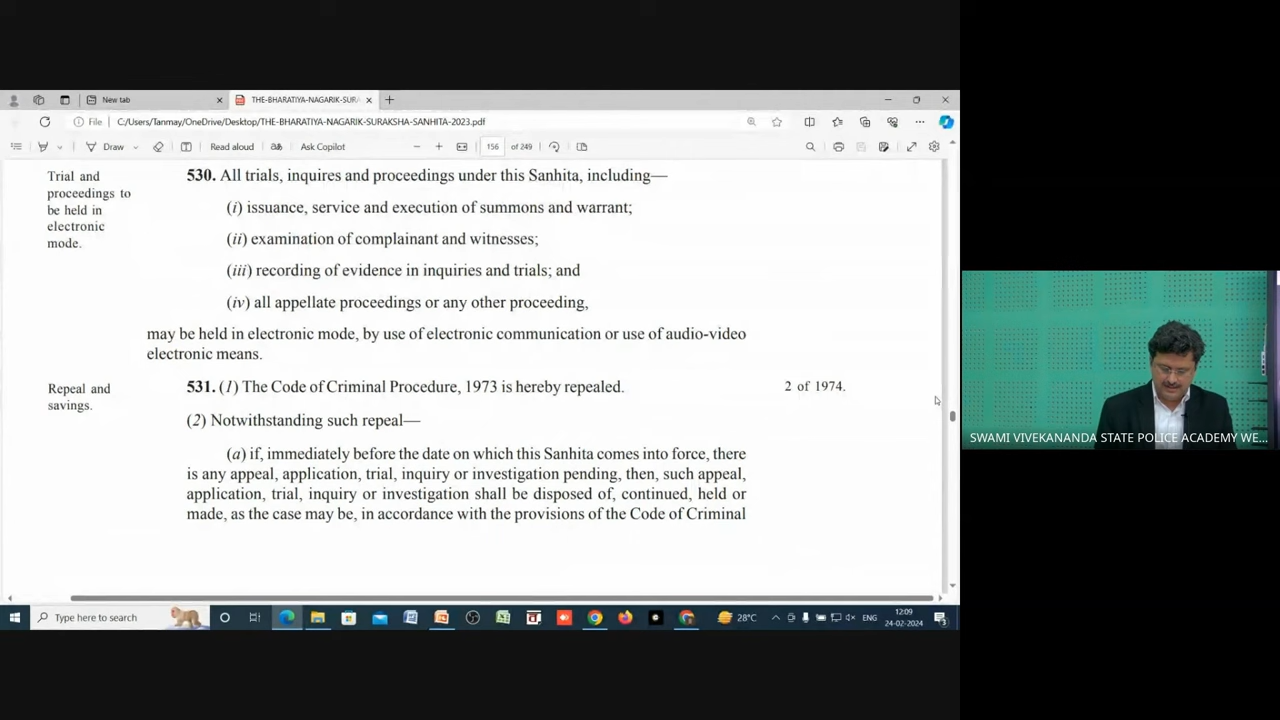 New tab
THE-BHARATIYA-NAGARIK-SURA
File
C:/Users/Tanmay/OneDrive/Desktop/THE-BHARATIYA-NAGARIK-SURAKSHA-SANHITA-2023.pdf
Draw
Read aloud
Ask Copilot
156
of 249
Trial and
proceedings to
be held in
electronic
mode.
530. All trials, inquires and proceedings under this Sanhita, including—
(i) issuance, service and execution of summons and warrant;
(ii) examination of complainant and witnesses;
(iii) recording of evidence in inquiries and trials; and
(iv) all appellate proceedings or any other proceeding,
may be held in electronic mode, by use of electronic communication or use of audio-video
electronic means.
Repeal and
savings.
531. (1) The Code of Criminal Procedure, 1973 is hereby repealed.
2 of 1974.
(2) Notwithstanding such repeal—
(a) if, immediately before the date on which this Sanhita comes into force, there
is any appeal, application, trial, inquiry or investigation pending, then, such appeal,
application, trial, inquiry or investigation shall be disposed of, continued, held or
made, as the case may be, in accordance with the provisions of the Code of Criminal
SWAMI VIVEKANANDA STATE POLICE ACADEMY WE...
Type here to search
28°C
ENG
12:09
24-02-2024